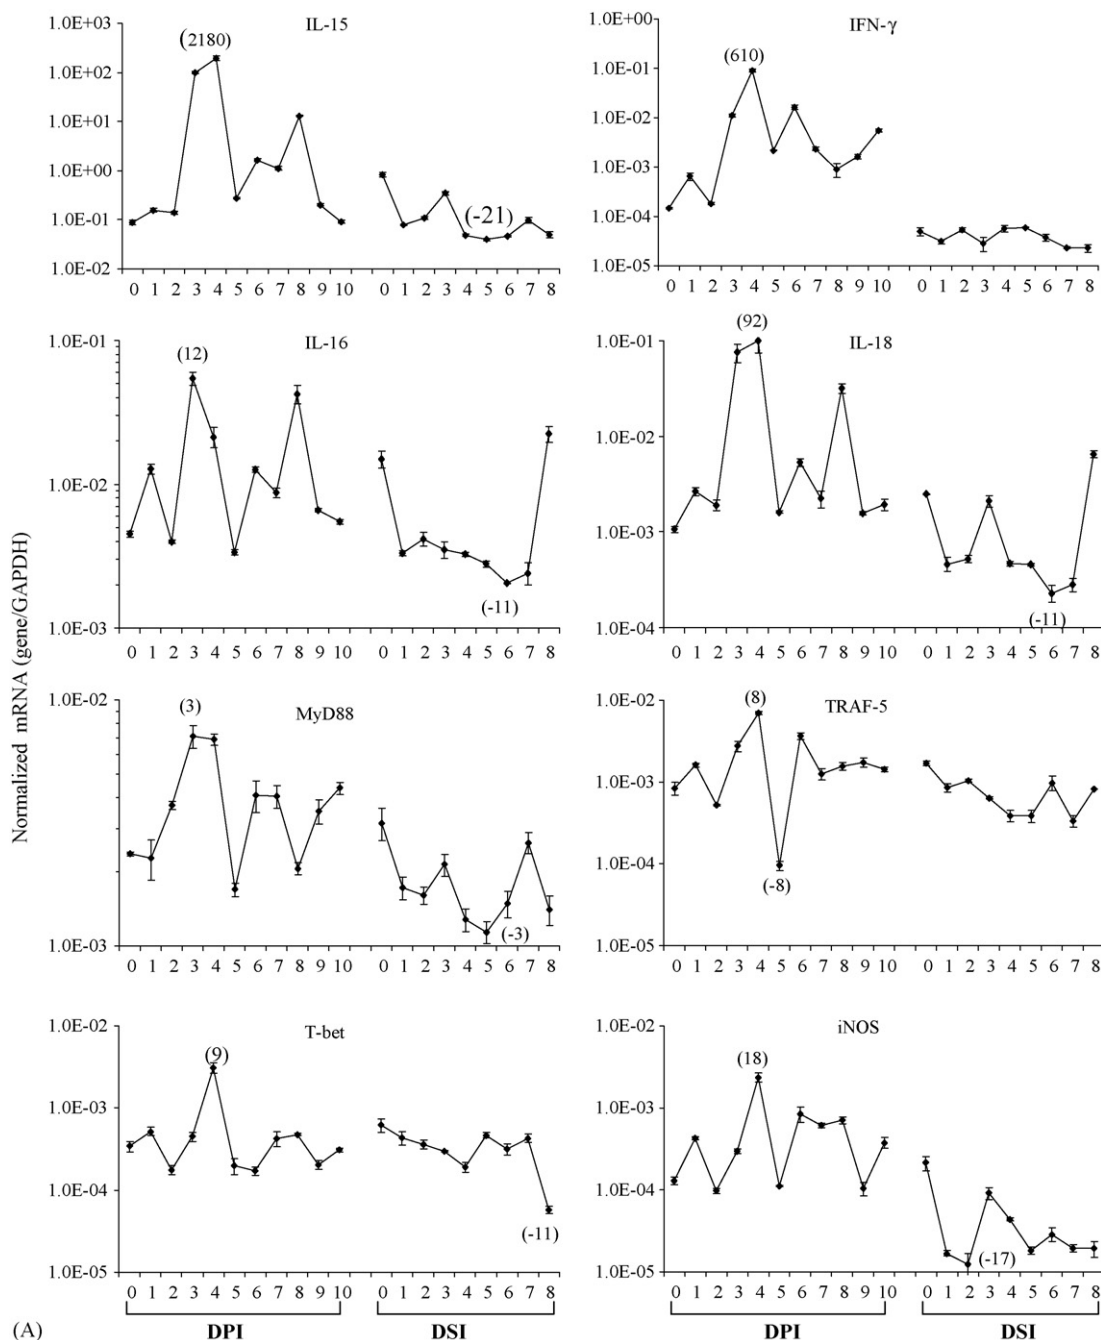 IL-15
1.0E+03
1.0E+02
1.0E+01
1.0E+00
1.0E-01
1.0E-02
(2180)
(-21)
0 1 2 3 4 5 6 7 8 9 10 0 1 2 3 4 5 6 7 8
IFN-γ
1.0E+00
1.0E-01
1.0E-02
1.0E-03
1.0E-04
1.0E-05
(610)
0 1 2 3 4 5 6 7 8 9 10 0 1 2 3 4 5 6 7 8
Normalized mRNA (gene/GAPDH)
IL-16
1.0E-01
1.0E-02
1.0E-03
(12)
(-11)
0 1 2 3 4 5 6 7 8 9 10 0 1 2 3 4 5 6 7 8
IL-18
1.0E-01
1.0E-02
1.0E-03
1.0E-04
(92)
(-11)
0 1 2 3 4 5 6 7 8 9 10 0 1 2 3 4 5 6 7 8
MyD88
1.0E-02
1.0E-03
(3)
(-3)
0 1 2 3 4 5 6 7 8 9 10 0 1 2 3 4 5 6 7 8
TRAF-5
1.0E-02
1.0E-03
1.0E-04
1.0E-05
(8)
(-8)
0 1 2 3 4 5 6 7 8 9 10 0 1 2 3 4 5 6 7 8
T-bet
1.0E-02
1.0E-03
1.0E-04
1.0E-05
(9)
(-11)
0 1 2 3 4 5 6 7 8 9 10 0 1 2 3 4 5 6 7 8
DPI DSI
iNOS
1.0E-02
1.0E-03
1.0E-04
1.0E-05
(18)
(-17)
0 1 2 3 4 5 6 7 8 9 10 0 1 2 3 4 5 6 7 8
DPI DSI
(A)